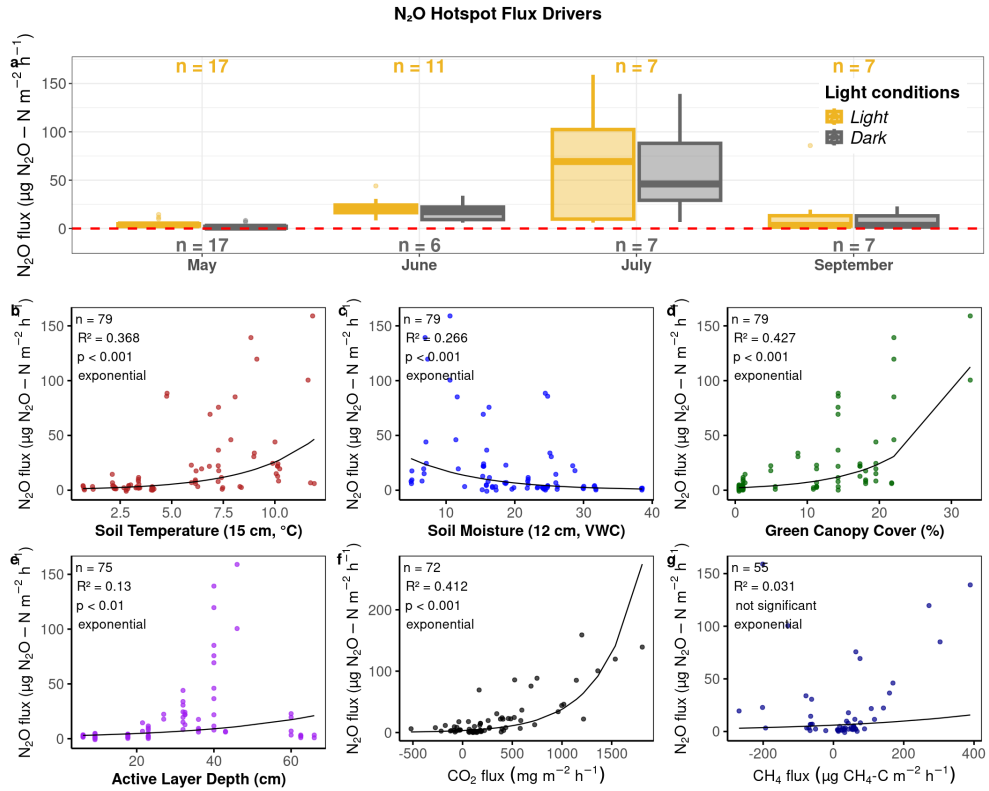 N₂O Hotspot Flux Drivers
a
N₂O flux (µg N₂O − N m⁻² h⁻¹)
150
100
50
0
n = 17
n = 11
n = 7
n = 7
Light conditions
Light
Dark
n = 17
n = 6
n = 7
n = 7
May
June
July
September
b
N₂O flux (µg N₂O − N m⁻² h⁻¹)
150
100
50
0
n = 79
R² = 0.368
p < 0.001
exponential
2.5
5.0
7.5
10.0
Soil Temperature (15 cm, °C)
c
N₂O flux (µg N₂O − N m⁻² h⁻¹)
150
100
50
0
n = 79
R² = 0.266
p < 0.001
exponential
10
20
30
40
Soil Moisture (12 cm, VWC)
d
N₂O flux (µg N₂O − N m⁻² h⁻¹)
150
100
50
0
n = 79
R² = 0.427
p < 0.001
exponential
0
10
20
30
Green Canopy Cover (%)
e
N₂O flux (µg N₂O − N m⁻² h⁻¹)
150
100
50
0
n = 75
R² = 0.13
p < 0.01
exponential
20
40
60
Active Layer Depth (cm)
f
N₂O flux (µg N₂O − N m⁻² h⁻¹)
200
100
0
n = 72
R² = 0.412
p < 0.001
exponential
-500
0
500
1000
1500
CO₂ flux (mg m⁻² h⁻¹)
g
N₂O flux (µg N₂O − N m⁻² h⁻¹)
150
100
50
0
n = 55
R² = 0.031
not significant
exponential
-200
0
200
400
CH₄ flux (µg CH₄-C m⁻² h⁻¹)